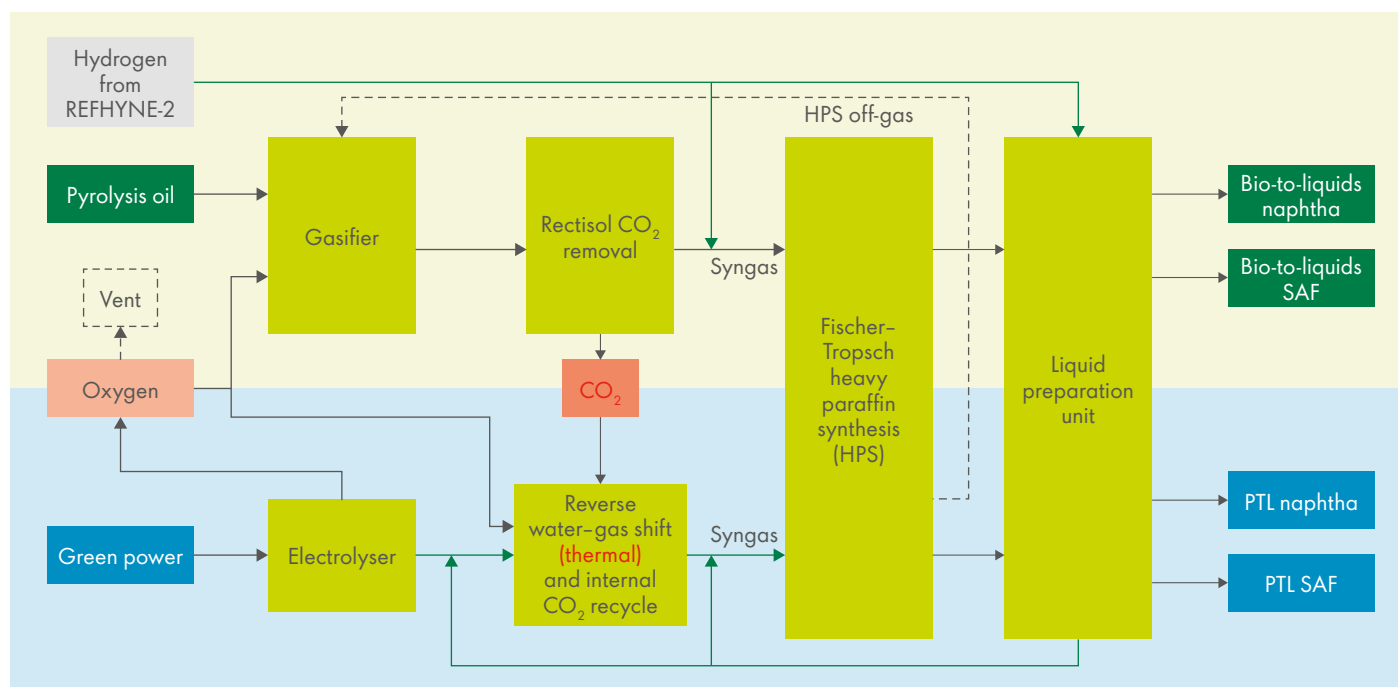 Hydrogen
from
REFHYNE-2
HPS off-gas
Pyrolysis oil
Gasifier
Rectisol CO₂
removal
Syngas
Bio-to-liquids
naphtha
Bio-to-liquids
SAF
Vent
Oxygen
CO₂
Fischer–
Tropsch
heavy
paraffin
synthesis
(HPS)
Liquid
preparation
unit
Green power
Electrolyser
Reverse
water–gas shift
(thermal)
and internal
CO₂ recycle
Syngas
PTL naphtha
PTL SAF